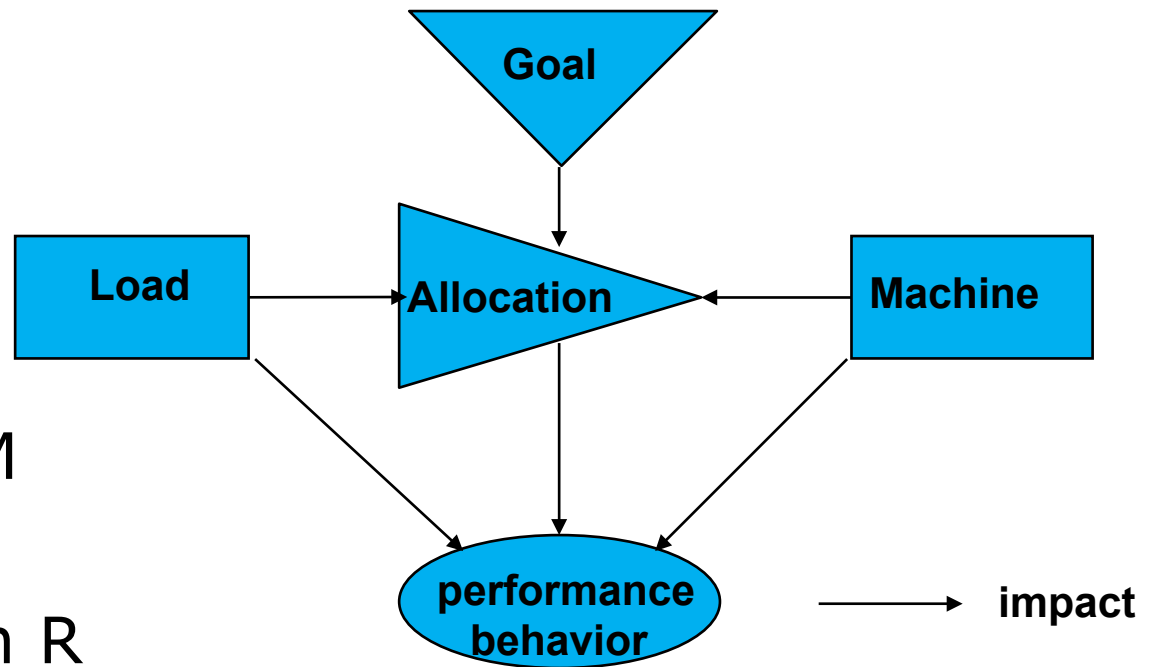 Goal
Load
Allocation
Machine
M
performance
behavior
impact
R